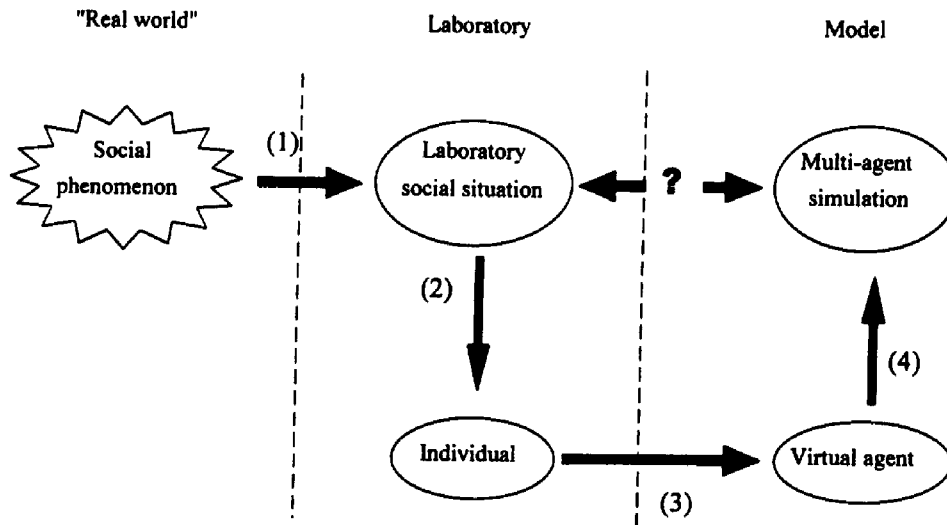 "Real world"
Laboratory
Model
Social
phenomenon
(1)
Laboratory
social situation
?
Multi-agent
simulation
(2)
(4)
Individual
(3)
Virtual agent